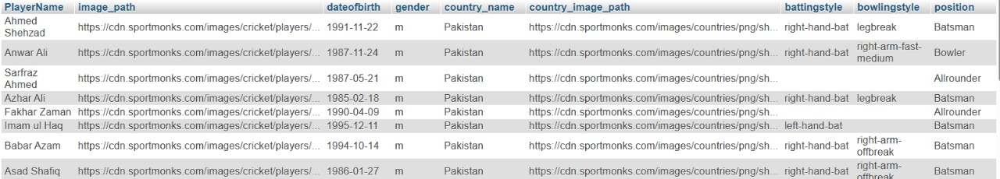 PlayerName image_path dateofbirth gender country_name country_image_path battingstyle bowlingstyle position
Ahmed
Shehzad https://cdn.sportmonks.com/images/cricket/players/... 1991-11-22 m Pakistan https://cdn.sportmonks.com/images/countries/png/sh... right-hand-bat legbreak Batsman
Anwar Ali https://cdn.sportmonks.com/images/cricket/players/... 1987-11-24 m Pakistan https://cdn.sportmonks.com/images/countries/png/sh... right-hand-bat right-arm-fast-
medium Bowler
Sarfraz
Ahmed https://cdn.sportmonks.com/images/cricket/players/... 1987-05-21 m Pakistan https://cdn.sportmonks.com/images/countries/png/sh... Allrounder
Azhar Ali https://cdn.sportmonks.com/images/cricket/players/... 1985-02-18 m Pakistan https://cdn.sportmonks.com/images/countries/png/sh... right-hand-bat legbreak Batsman
Fakhar Zaman https://cdn.sportmonks.com/images/cricket/players/... 1990-04-09 m Pakistan https://cdn.sportmonks.com/images/countries/png/sh... Allrounder
Imam ul Haq https://cdn.sportmonks.com/images/cricket/players/... 1995-12-11 m Pakistan https://cdn.sportmonks.com/images/countries/png/sh... left-hand-bat Batsman
Babar Azam https://cdn.sportmonks.com/images/cricket/players/... 1994-10-14 m Pakistan https://cdn.sportmonks.com/images/countries/png/sh... right-hand-bat right-arm-
offbreak Batsman
Asad Shafiq https://cdn.sportmonks.com/images/cricket/players/... 1986-01-27 m Pakistan https://cdn.sportmonks.com/images/countries/png/sh... right-hand-bat right-arm-
offbreak Batsman